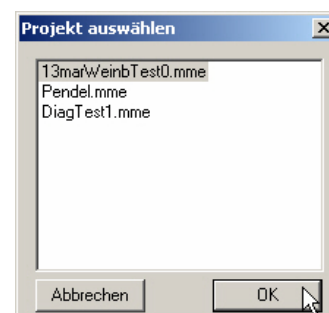 Projekt auswählen
13marWeinbTest0.mme
Pendel.mme
DiagTest1.mme
Abbrechen OK